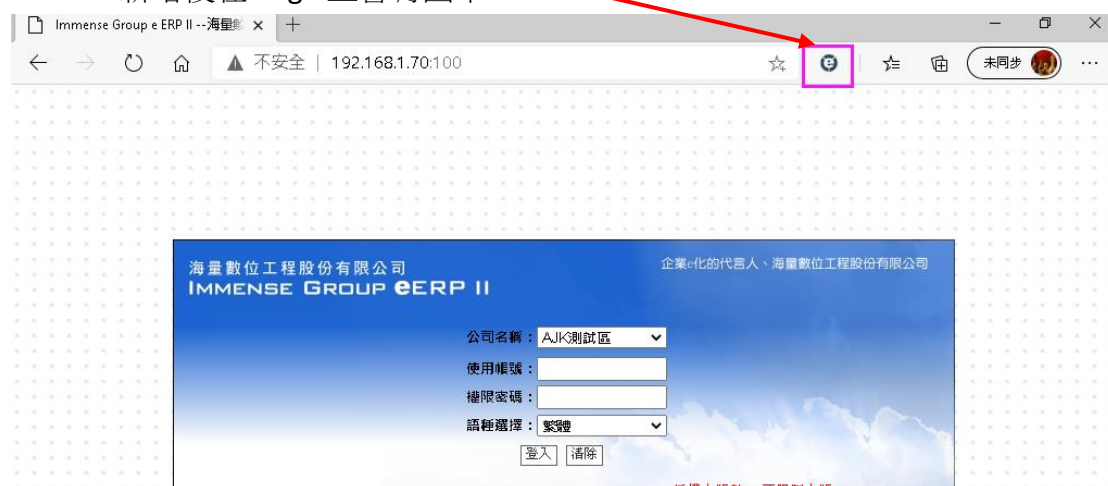 Immense Group e ERP II --海量
不安全 | 192.168.1.70:100
未同步
海量數位工程股份有限公司
企業e化的代言人、海量數位工程股份有限公司
IMMENSE GROUP eERP II
公司名稱：AJK測試區
使用帳號：
權限密碼：
語種選擇：繁體
登入 清除